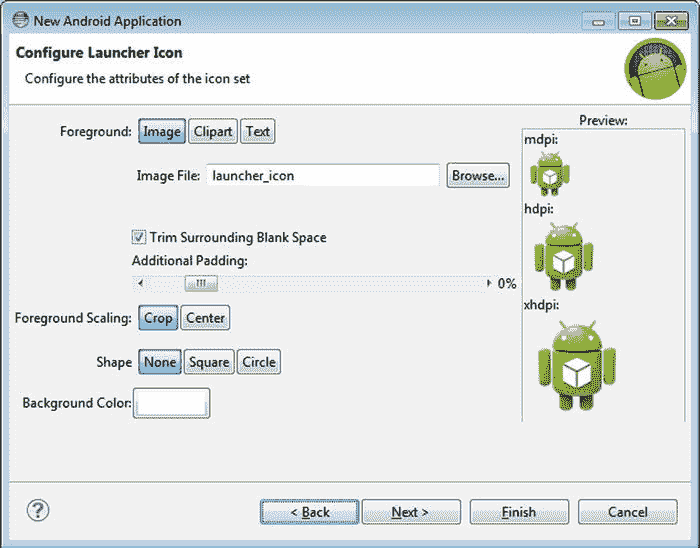 New Android Application
Configure Launcher Icon
Configure the attributes of the icon set
Foreground: Image Clipart Text
Image File: launcher_icon Browse...
Trim Surrounding Blank Space
Additional Padding:
0%
Foreground Scaling: Crop Center
Shape None Square Circle
Background Color:
Preview:
mdpi:
hdpi:
xhdpi:
? < Back Next > Finish Cancel